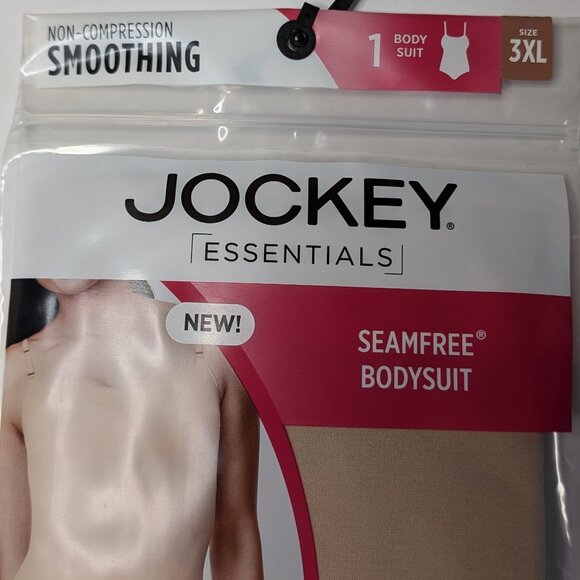 NON-COMPRESSION
SMOOTHING
1 BODY
SUIT
SIZE
3XL
JOCKEY®
ESSENTIALS
NEW!
SEAMFREE®
BODYSUIT